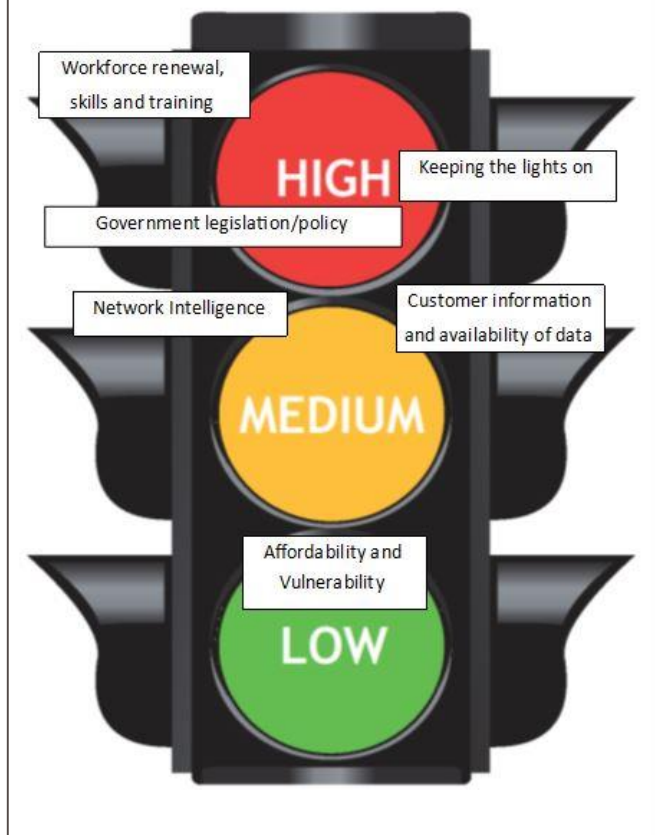 Workforce renewal,
skills and training
HIGH
Keeping the lights on
Government legislation/policy
Network Intelligence
Customer information
and availability of data
MEDIUM
Affordability and
Vulnerability
LOW